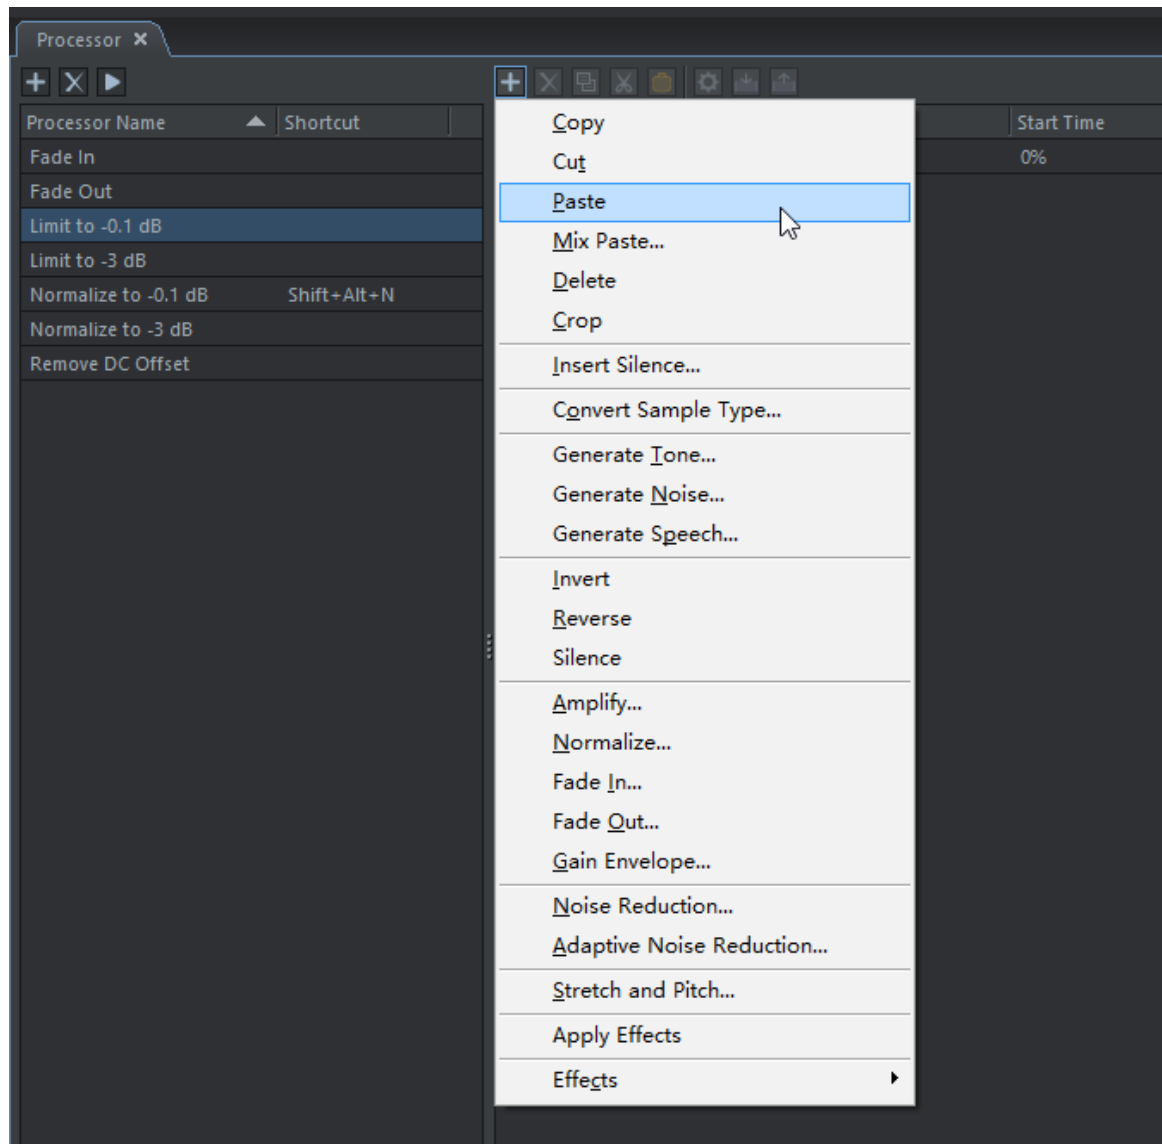 Processor
Processor Name Shortcut
Start Time
Fade In
0%
Fade Out
Limit to -0.1 dB
Limit to -3 dB
Normalize to -0.1 dB Shift+Alt+N
Normalize to -3 dB
Remove DC Offset
Copy
Cut
Paste
Mix Paste...
Delete
Crop
Insert Silence...
Convert Sample Type...
Generate Tone...
Generate Noise...
Generate Speech...
Invert
Reverse
Silence
Amplify...
Normalize...
Fade In...
Fade Out...
Gain Envelope...
Noise Reduction...
Adaptive Noise Reduction...
Stretch and Pitch...
Apply Effects
Effects